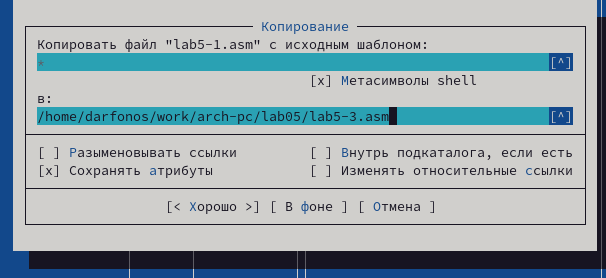 Копирование
Копировать файл "lab5-1.asm" с исходным шаблоном:
* [^]
[x] Метасимволы shell
в:
/home/darfonos/work/arch-pc/lab05/lab5-3.asm [^]
[ ] Разыменовывать ссылки [ ] Внутрь подкаталога, если есть
[x] Сохранять атрибуты [ ] Изменять относительные ссылки
[< Хорошо >] [ В фоне ] [ Отмена ]